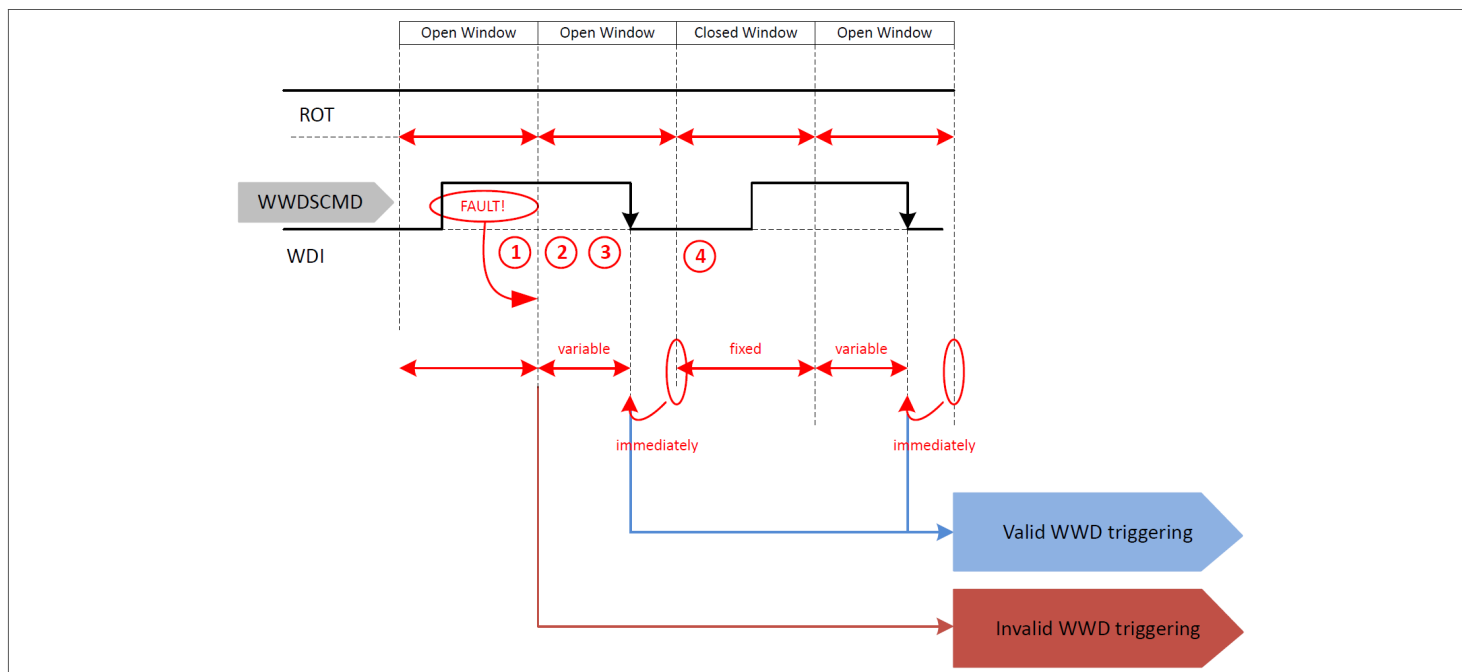 Open Window Open Window Closed Window Open Window
ROT
WWDSCMD
FAULT!
WDI
1 2 3 4
variable fixed variable
immediately immediately
Valid WWD triggering
Invalid WWD triggering